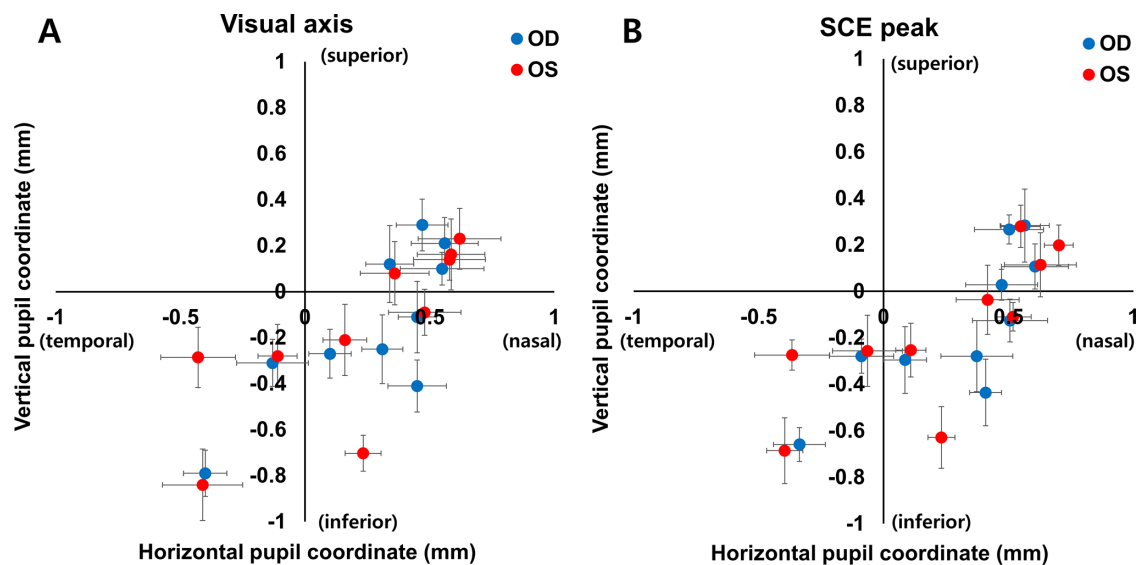 A
Visual axis
(superior)
OD
OS
1
0.8
0.6
0.4
0.2
0
-0.2
-0.4
-0.6
-0.8
-1
-1
-0.5
0.5
1
(temporal)
(nasal)
(inferior)
Vertical pupil coordinate (mm)
Horizontal pupil coordinate (mm)
B
SCE peak
(superior)
OD
OS
1
0.8
0.6
0.4
0.2
0
-0.2
-0.4
-0.6
-0.8
-1
-1
-0.5
0.5
1
(temporal)
(nasal)
(inferior)
Vertical pupil coordinate (mm)
Horizontal pupil coordinate (mm)